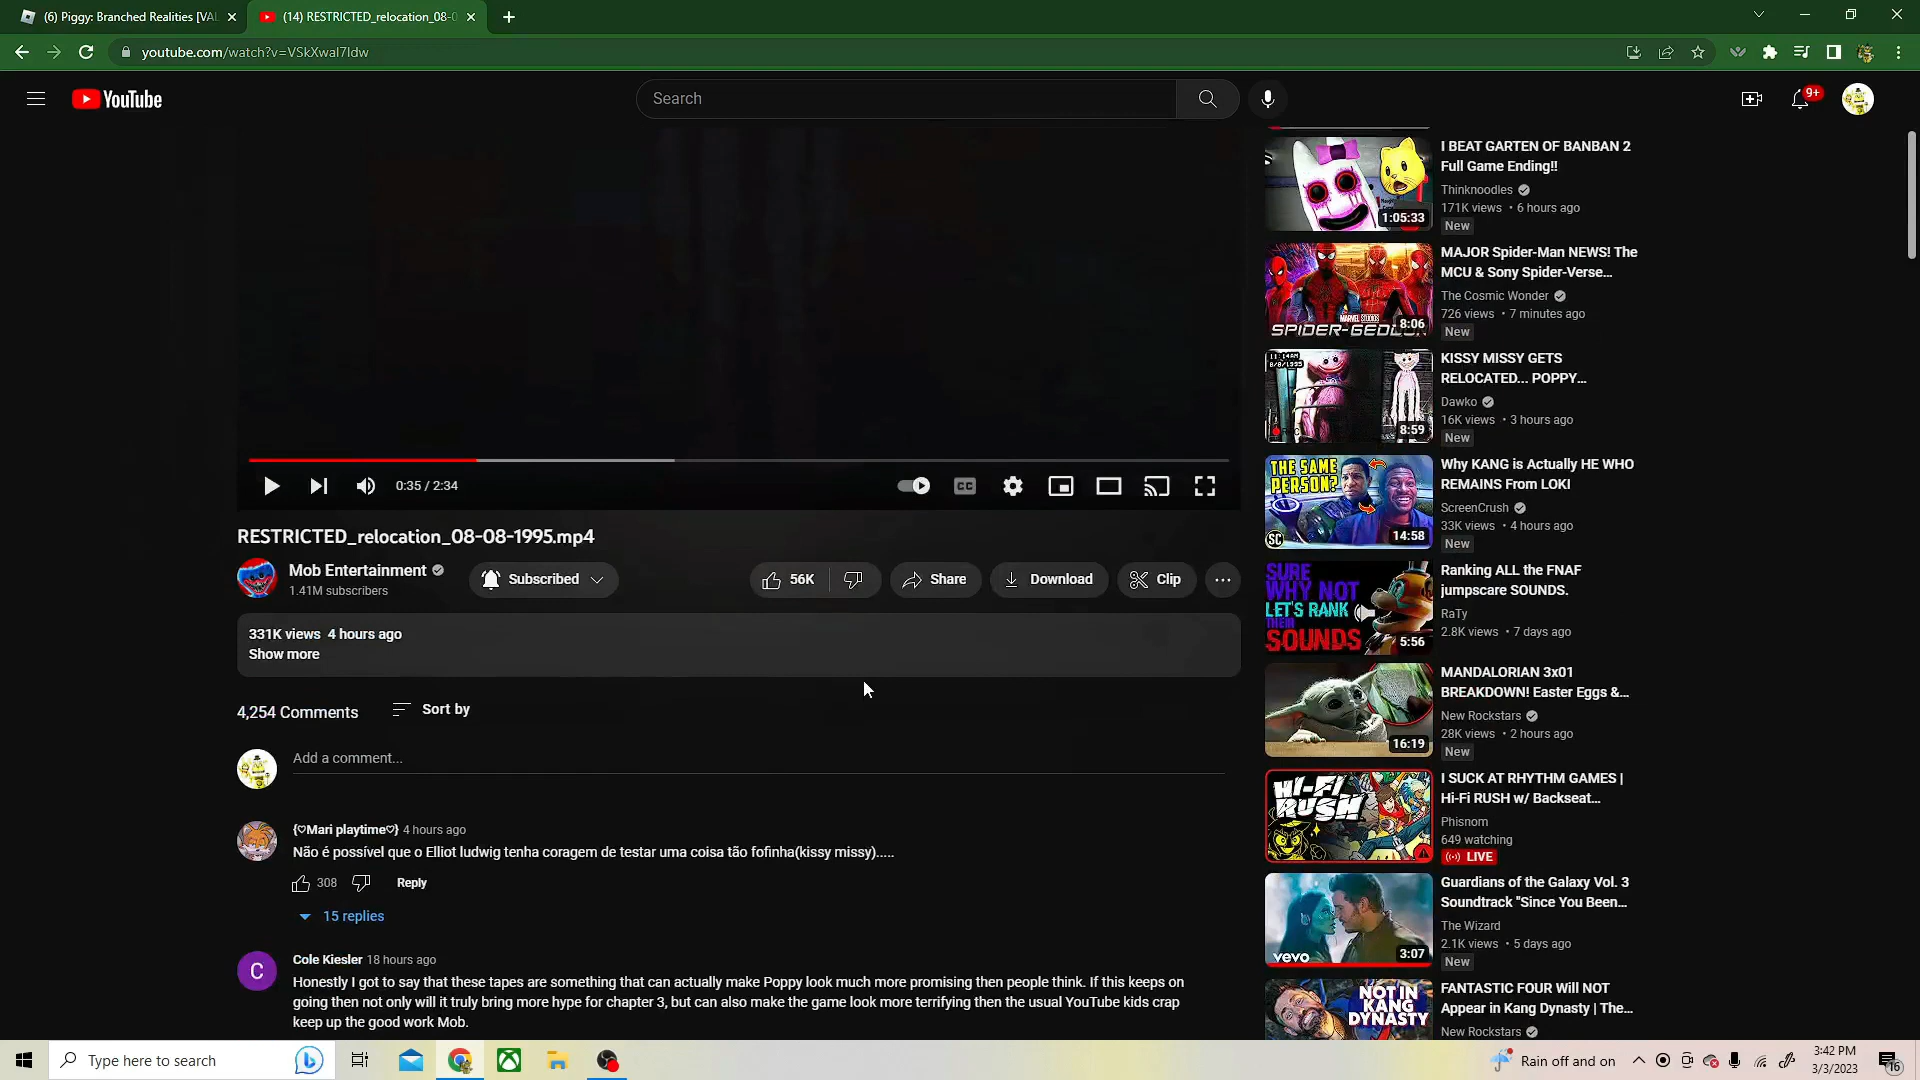 (6) Piggy: Branched Realities [VAL
(14) RESTRICTED_relocation_08-0
youtube.com/watch?v=VSkXwal7Idw
YouTube
Search
9+
0:35 / 2:34
CC
RESTRICTED_relocation_08-08-1995.mp4
Mob Entertainment
1.41M subscribers
Subscribed
56K
Share
Download
Clip
331K views 4 hours ago
Show more
4,254 Comments
Sort by
Add a comment...
{♡Mari playtime♡} 4 hours ago
Não é possível que o Elliot ludwig tenha coragem de testar uma coisa tão fofinha(kissy missy).....
308
Reply
15 replies
C
Cole Kiesler 18 hours ago
Honestly I got to say that these tapes are something that can actually make Poppy look much more promising then people think. If this keeps on
going then not only will it truly bring more hype for chapter 3, but can also make the game look more terrifying then the usual YouTube kids crap
keep up the good work Mob.
1:05:33
I BEAT GARTEN OF BANBAN 2
Full Game Ending!!
Thinknoodles
171K views • 6 hours ago
New
MARVEL STUDIOS
8:06
MAJOR Spider-Man NEWS! The
MCU & Sony Spider-Verse...
The Cosmic Wonder
726 views • 7 minutes ago
New
11:14AM
8/8/1995
8:59
KISSY MISSY GETS
RELOCATED... POPPY...
Dawko
16K views • 3 hours ago
New
THE SAME
PERSON?
SC
14:58
Why KANG is Actually HE WHO
REMAINS From LOKI
ScreenCrush
33K views • 4 hours ago
New
SURE
WHY NOT
LET'S RANK
THEIR
SOUNDS
5:56
Ranking ALL the FNAF
jumpscare SOUNDS.
RaTy
2.8K views • 7 days ago
16:19
MANDALORIAN 3x01
BREAKDOWN! Easter Eggs &...
New Rockstars
28K views • 2 hours ago
New
HI-FI
RUSH
I SUCK AT RHYTHM GAMES |
Hi-Fi RUSH w/ Backseat...
Phisnom
649 watching
LIVE
vevo
3:07
Guardians of the Galaxy Vol. 3
Soundtrack "Since You Been...
The Wizard
2.1K views • 5 days ago
New
NOT IN
KANG
DYNASTY
FANTASTIC FOUR Will NOT
Appear in Kang Dynasty | The...
New Rockstars
Type here to search
Rain off and on
3:42 PM
3/3/2023
16